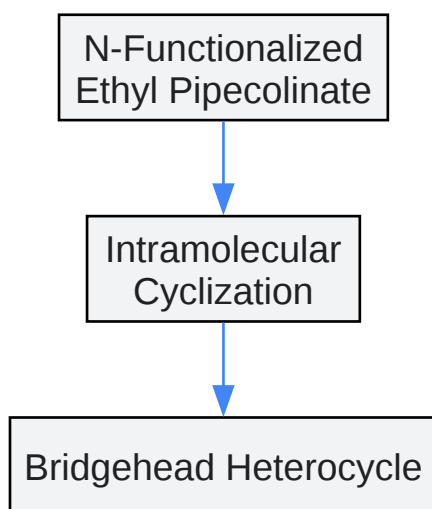 N-Functionalized
Ethyl Pipecolinate
Intramolecular
Cyclization
Bridgehead Heterocycle